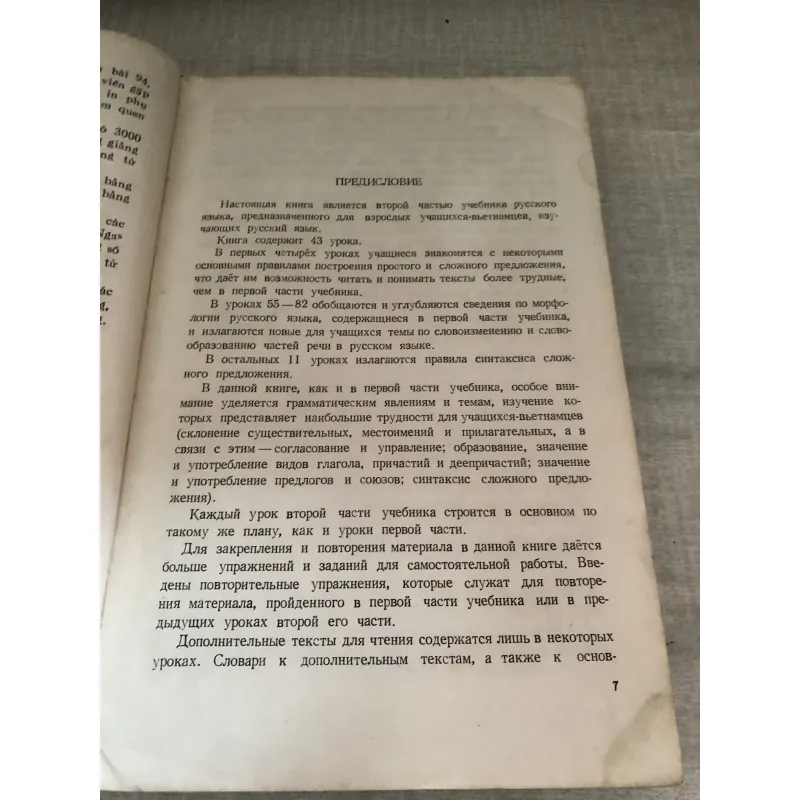 bài 94,
viên gặp
in phụ
quen
3000
giảng
từ
bảng
bảng
các
Nga»
số
từ
ПРЕДИСЛОВИЕ
Настоящая книга является второй частью учебника русского
языка, предназначенного для взрослых учащихся-вьетнамцев, изу-
чающих русский язык.
Книга содержит 43 урока.
В первых четырёх уроках учащиеся знакомятся с некоторыми
основными правилами построения простого и сложного предложения,
что даёт им возможность читать и понимать тексты более трудные,
чем в первой части учебника.
В уроках 55—82 обобщаются и углубляются сведения по морфо-
логии русского языка, содержащиеся в первой части учебника,
и излагаются новые для учащихся темы по словоизменению и слово-
образованию частей речи в русском языке.
В остальных 11 уроках излагаются правила синтаксиса слож-
ного предложения.
В данной книге, как и в первой части учебника, особое вни-
мание уделяется грамматическим явлениям и темам, изучение ко-
торых представляет наибольшие трудности для учащихся-вьетнамцев
(склонение существительных, местоимений и прилагательных, а в
связи с этим — согласование и управление; образование, значение
и употребление видов глагола, причастий и деепричастий; значение
и употребление предлогов и союзов; синтаксис сложного предло-
жения).
Каждый урок второй части учебника строится в основном по
такому же плану, как и уроки первой части.
Для закрепления и повторения материала в данной книге даётся
больше упражнений и заданий для самостоятельной работы. Вве-
дены повторительные упражнения, которые служат для повторе-
ния материала, пройденного в первой части учебника или в пре-
дыдущих уроках второй его части.
Дополнительные тексты для чтения содержатся лишь в некоторых
уроках. Словари к дополнительным текстам, а также к основ-
7